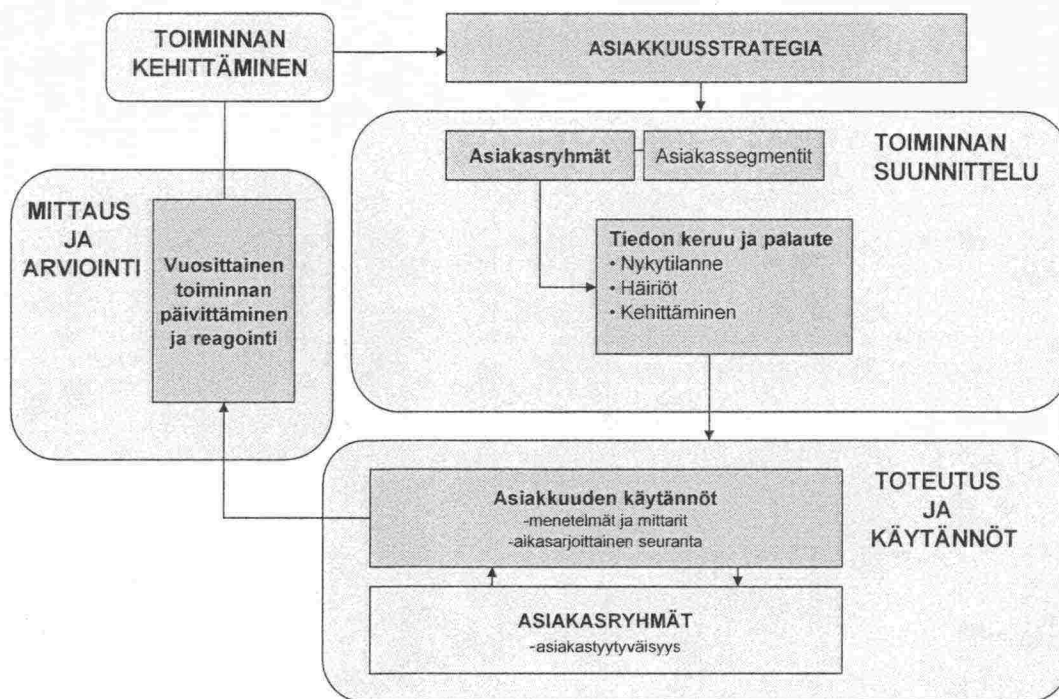 TOIMINNAN
KEHITTÄMINEN
ASIAKKUUSSTRATEGIA
Asiakasryhmät
Asiakassegmentit
TOIMINNAN
SUUNNITTELU
Tiedon keruu ja palaute
• Nykytilanne
• Häiriöt
• Kehittäminen
MITTAUS
JA
ARVIOINTI
Vuosittainen
toiminnan
päivittäminen
ja reagointi
Asiakkuuden käytännöt
-menetelmät ja mittarit
-aikasarjoittainen seuranta
TOTEUTUS
JA
KÄYTÄNNÖT
ASIAKASRYHMÄT
-asiakastyytyväisyys